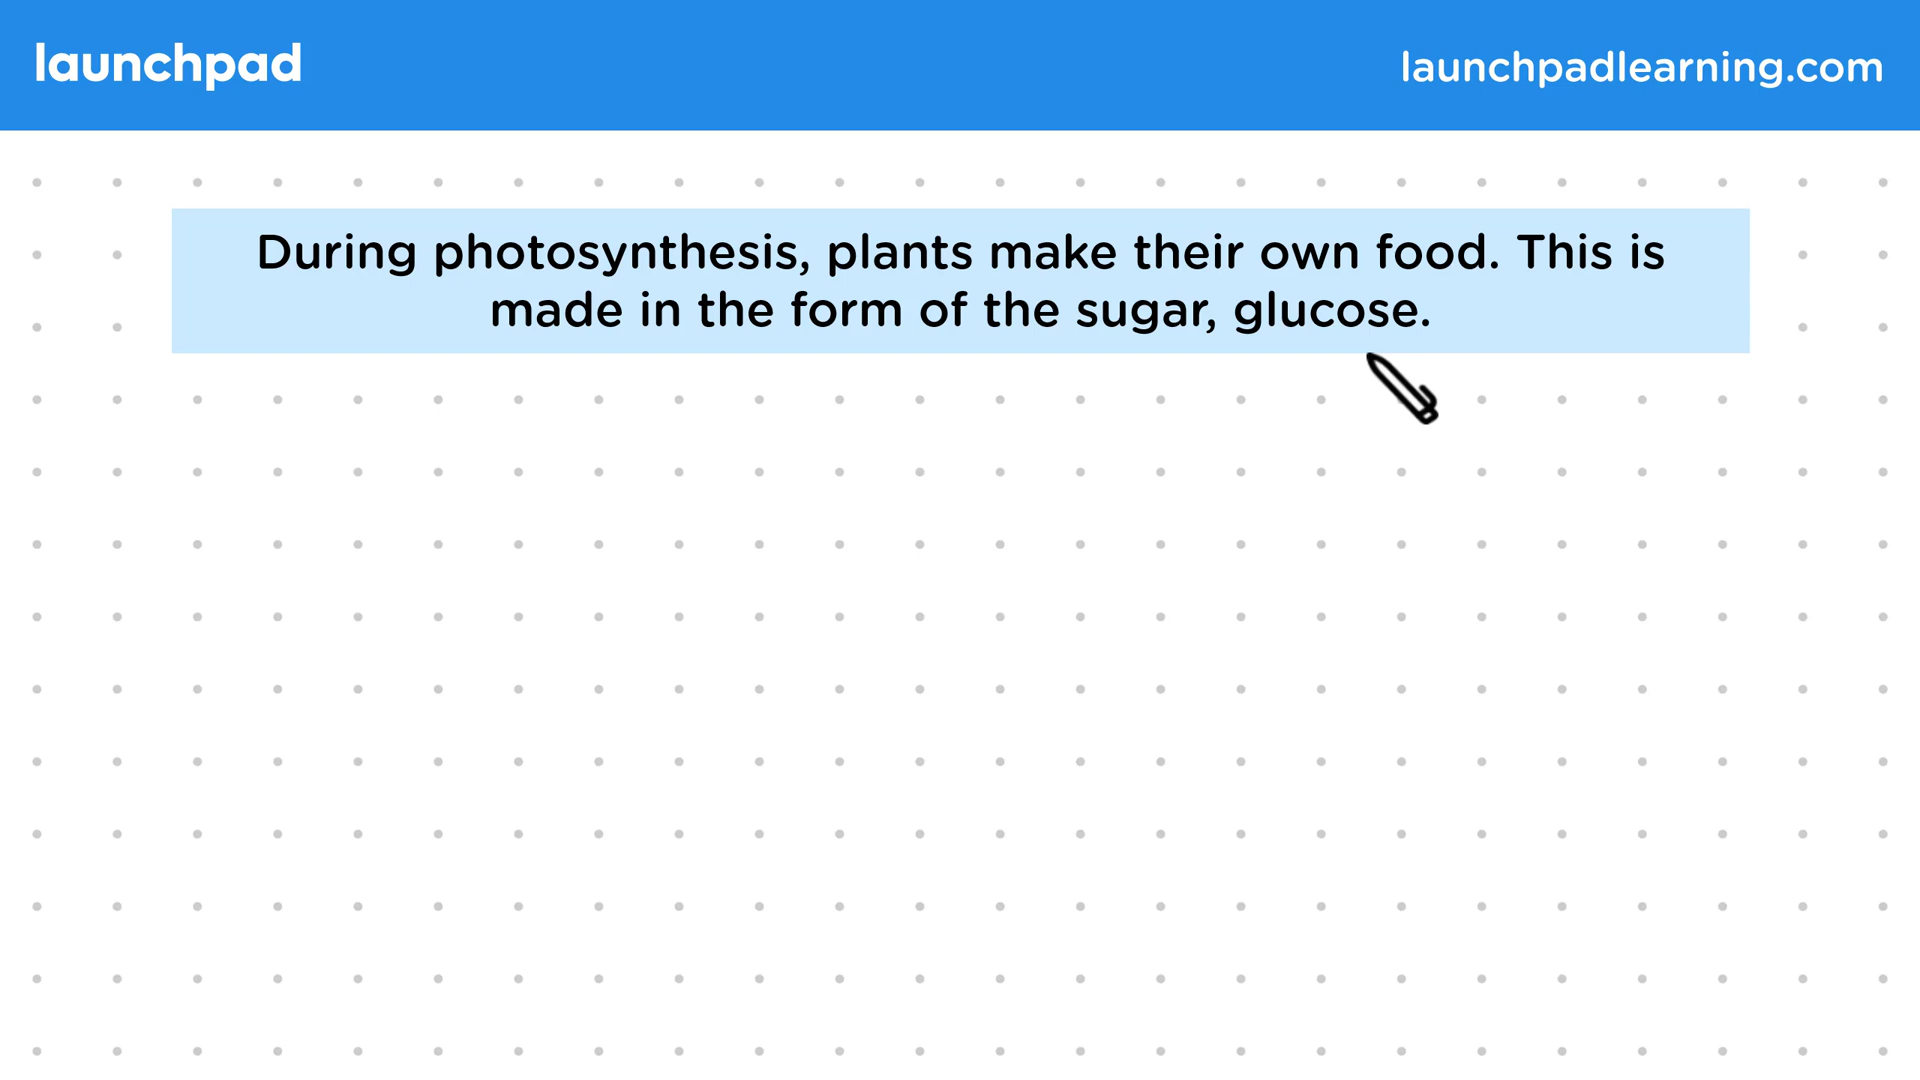 launchpad
launchpadlearning.com
During photosynthesis, plants make their own food. This is
made in the form of the sugar, glucose.